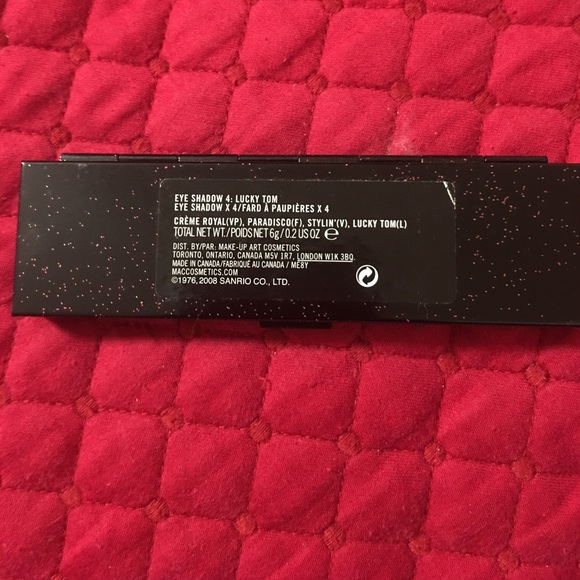 EYE SHADOW 4: LUCKY TOM
EYE SHADOW X 4/FARD À PAUPIÈRES X 4
CRÈME ROYAL(VP), PARADISCO(F), STYLIN'(V), LUCKY TOM(L)
TOTAL NET WT./POIDS NET 6g/0.2 US OZ ℮
DIST. BY/PAR: MAKE-UP ART COSMETICS
TORONTO, ONTARIO, CANADA M5V 1R7, LONDON W1K 3BQ.
MADE IN CANADA/FABRIQUÉ AU CANADA / ME8Y
MACCOSMETICS.COM
©1976, 2008 SANRIO CO., LTD.